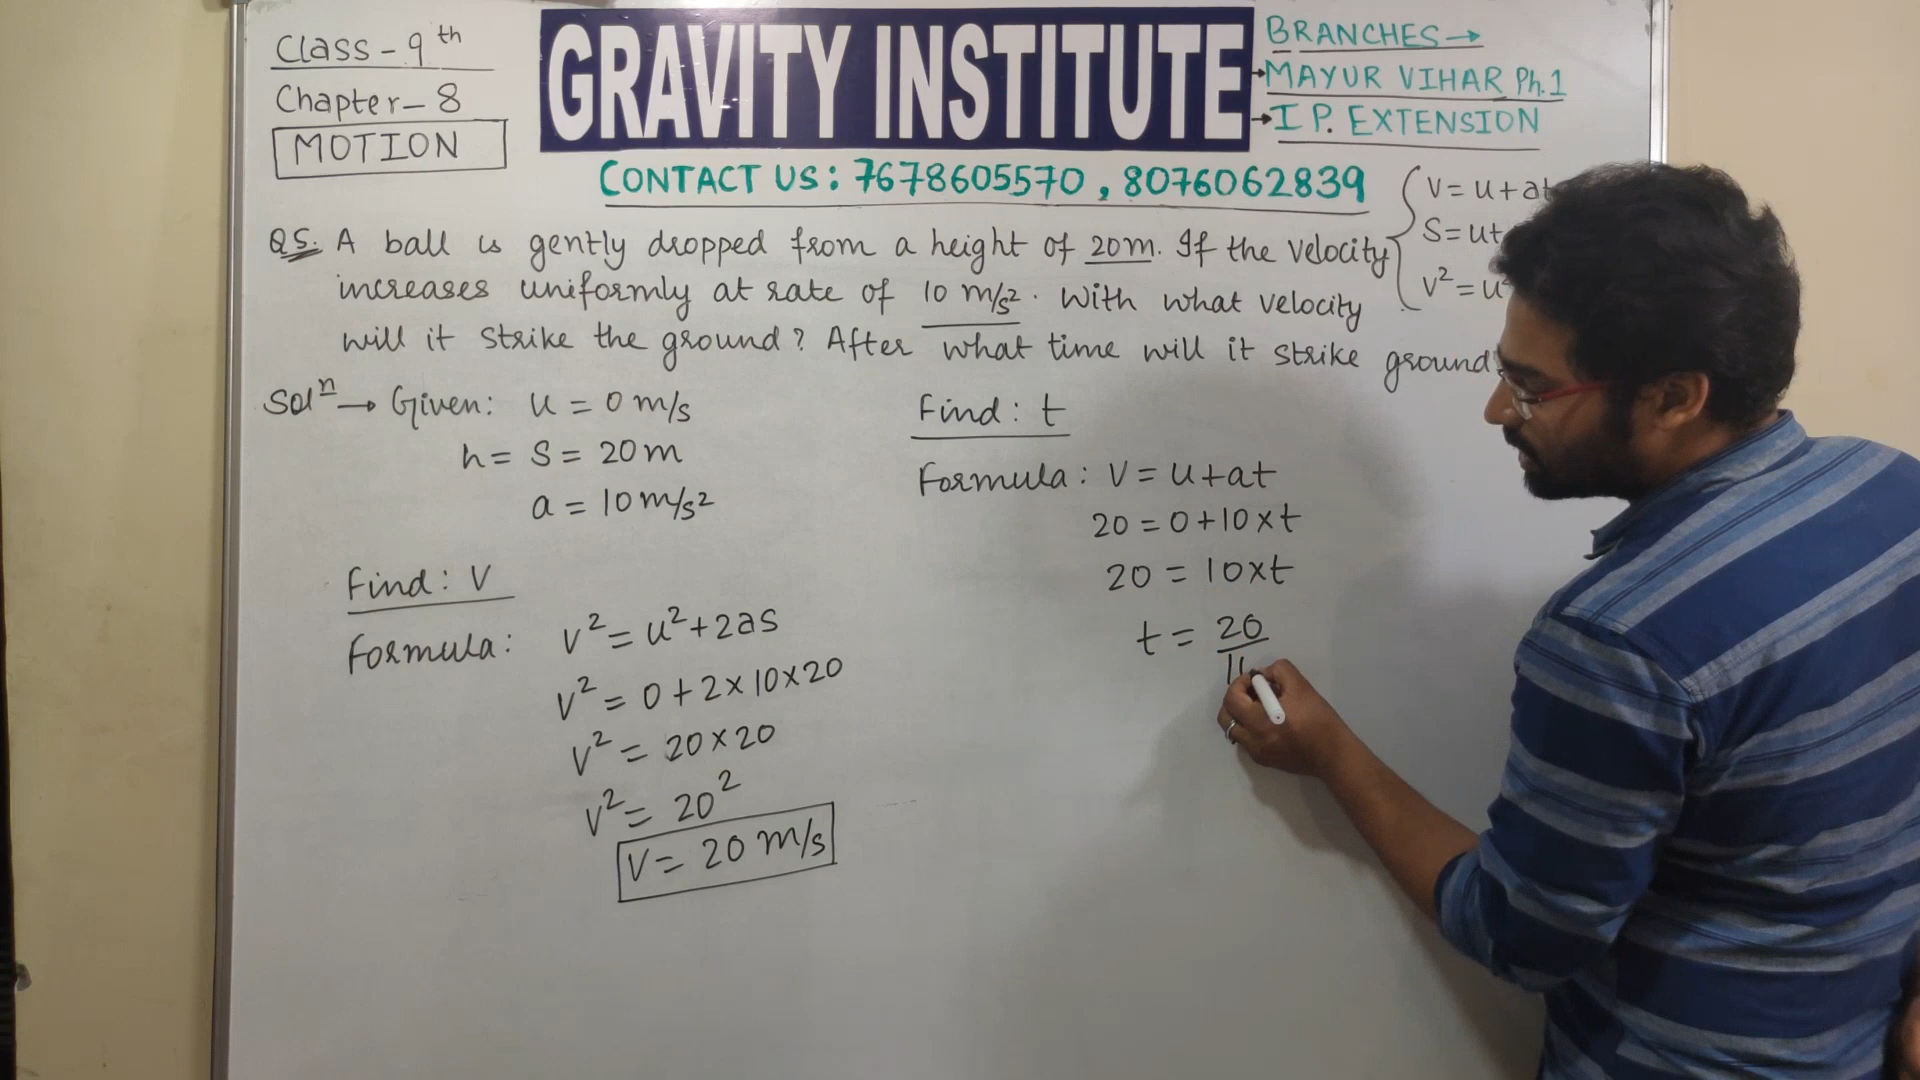 Class - 9th
Chapter - 8
MOTION
GRAVITY INSTITUTE
BRANCHES →
→ MAYUR VIHAR Ph.1
→ I P. EXTENSION
CONTACT US : 7678605570 , 8076062839
V = u + at
S = ut
V² = u
Q5. A ball is gently dropped from a height of 20m. If the velocity
increases uniformly at rate of 10 m/s². With what velocity
will it strike the ground? After what time will it strike ground
Solⁿ → Given: u = 0 m/s
h = S = 20 m
a = 10 m/s²
Find : V
Formula : V² = u² + 2as
V² = 0 + 2 × 10 × 20
V² = 20 × 20
V² = 20²
V = 20 m/s
Find : t
Formula : V = u + at
20 = 0 + 10 × t
20 = 10 × t
t = 20